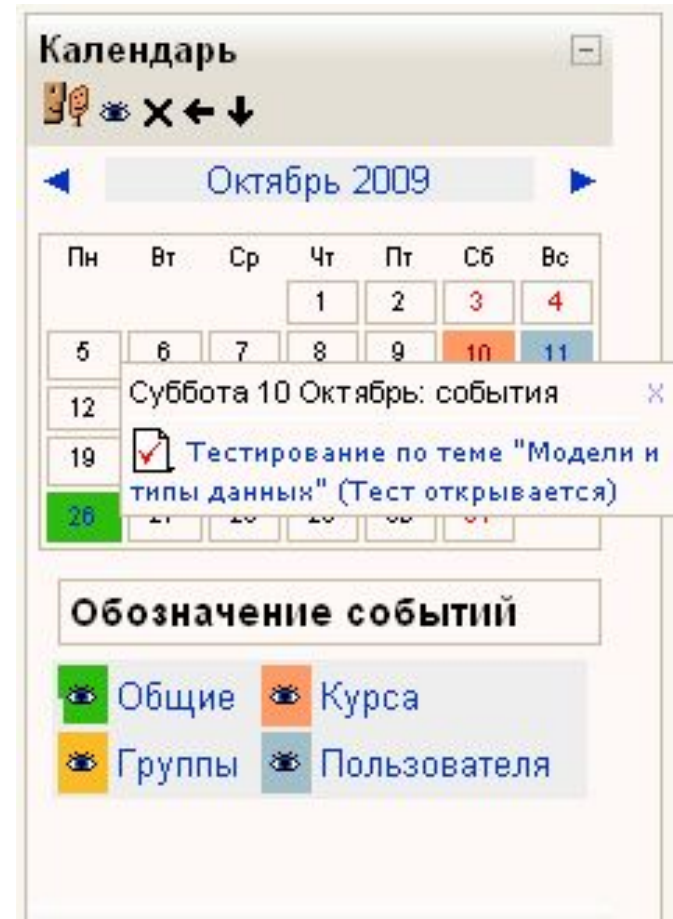 Календарь
Октябрь 2009
Пн Вт Ср Чт Пт Сб Вс
1 2 3 4
5 6 7 8 9 10 11
12
Суббота 10 Октябрь: события x
19
Тестирование по теме "Модели и
типы данных" (Тест открывается)
26
Обозначение событий
Общие Курса
Группы Пользователя